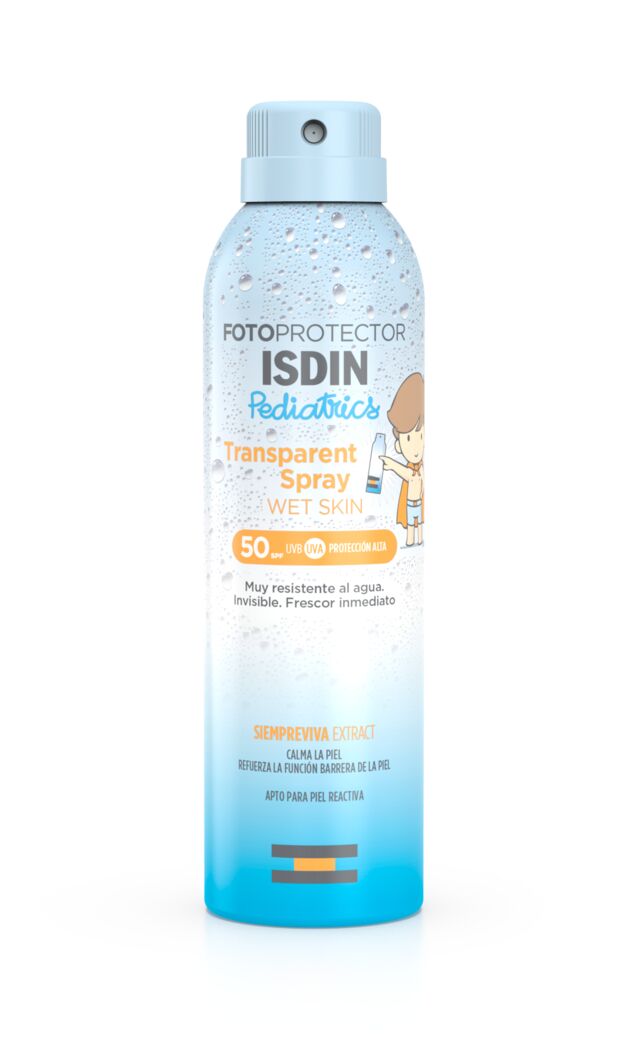 FOTOPROTECTOR
ISDIN
Pediatrics
Transparent
Spray
WET SKIN
50 SPF UVB UVA PROTECCIÓN ALTA
Muy resistente al agua.
Invisible. Frescor inmediato
SIEMPREVIVA EXTRACT
CALMA LA PIEL
REFUERZA LA FUNCIÓN BARRERA DE LA PIEL
APTO PARA PIEL REACTIVA